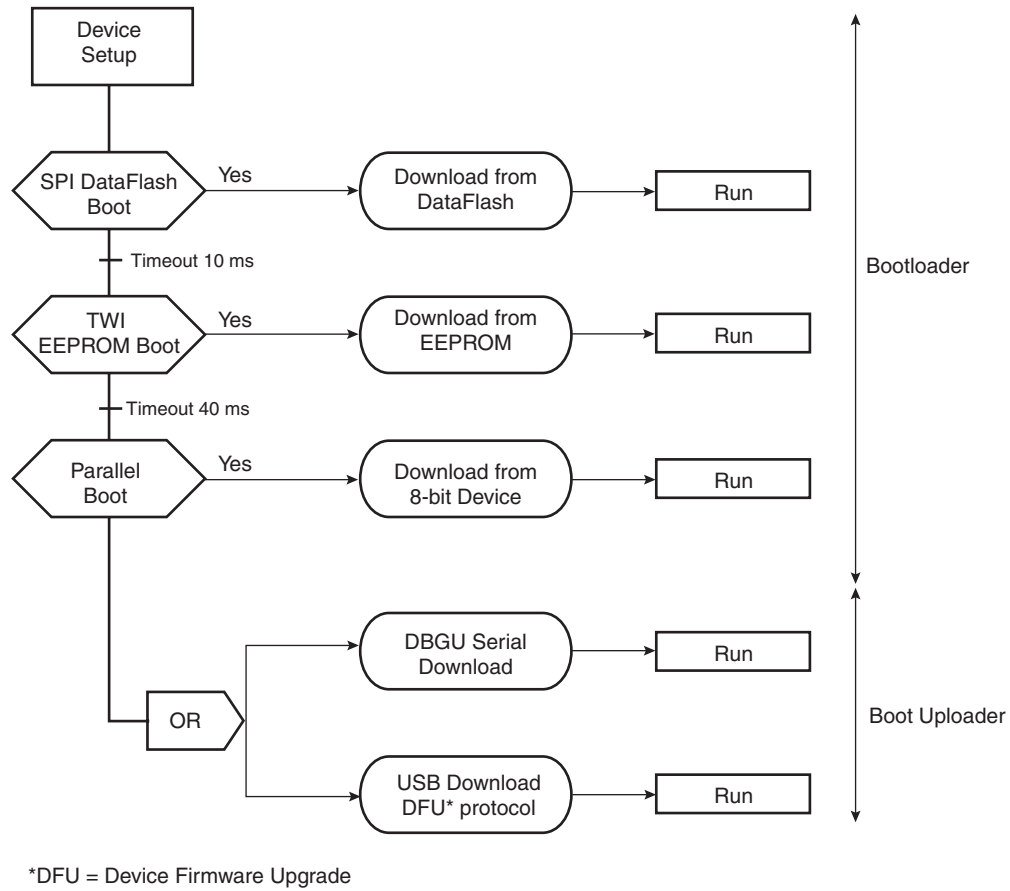 Device
Setup
SPI DataFlash
Boot
Yes
Download from
DataFlash
Run
Timeout 10 ms
Bootloader
TWI
EEPROM Boot
Yes
Download from
EEPROM
Run
Timeout 40 ms
Parallel
Boot
Yes
Download from
8-bit Device
Run
DBGU Serial
Download
Run
OR
Boot Uploader
USB Download
DFU* protocol
Run
*DFU = Device Firmware Upgrade